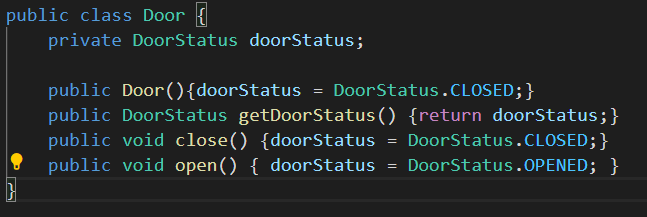 public class Door {
    private DoorStatus doorStatus;

    public Door(){doorStatus = DoorStatus.CLOSED;}
    public DoorStatus getDoorStatus() {return doorStatus;}
    public void close() {doorStatus = DoorStatus.CLOSED;}
    public void open() { doorStatus = DoorStatus.OPENED; }
}